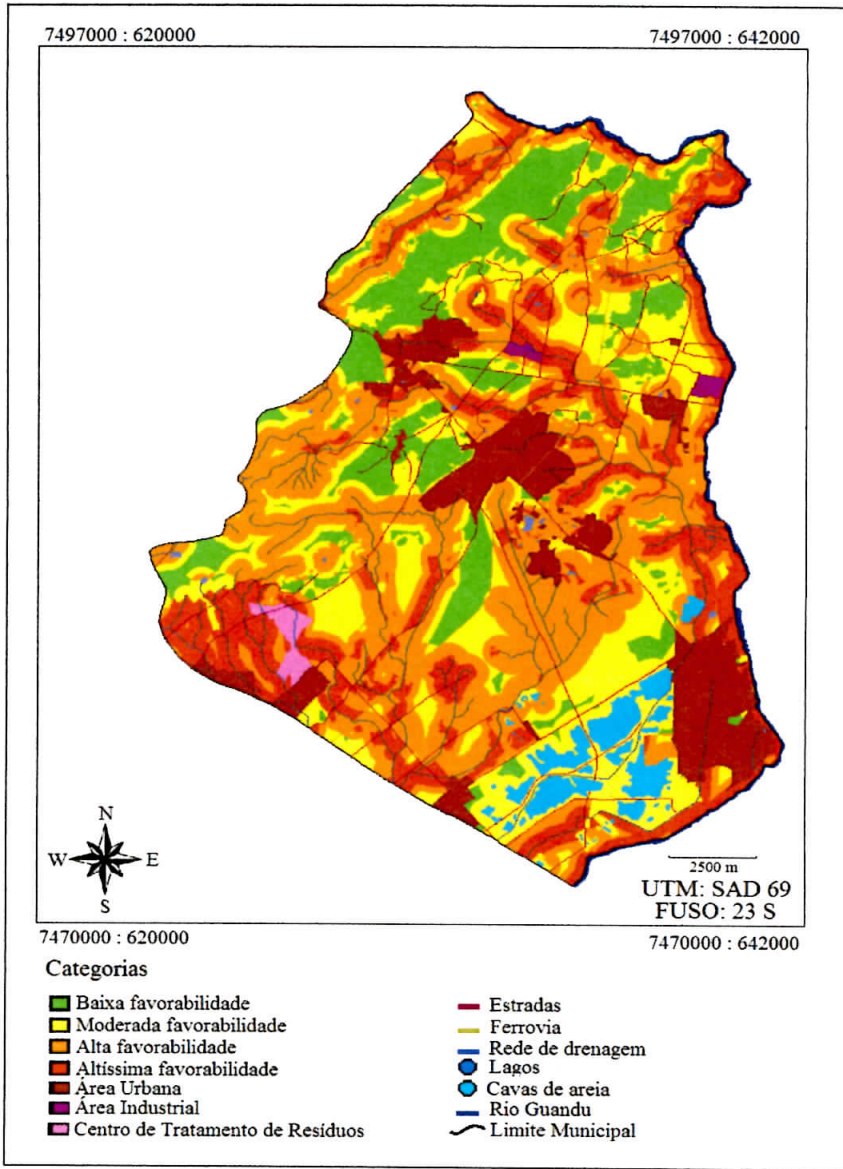 7497000 : 620000
7497000 : 642000
N
W
E
S
2500 m
UTM: SAD 69
FUSO: 23 S
7470000 : 620000
7470000 : 642000
Categorias
Baixa favorabilidade
Moderada favorabilidade
Alta favorabilidade
Altíssima favorabilidade
Área Urbana
Área Industrial
Centro de Tratamento de Resíduos
Estradas
Ferrovia
Rede de drenagem
Lagos
Cavas de areia
Rio Guandu
Limite Municipal